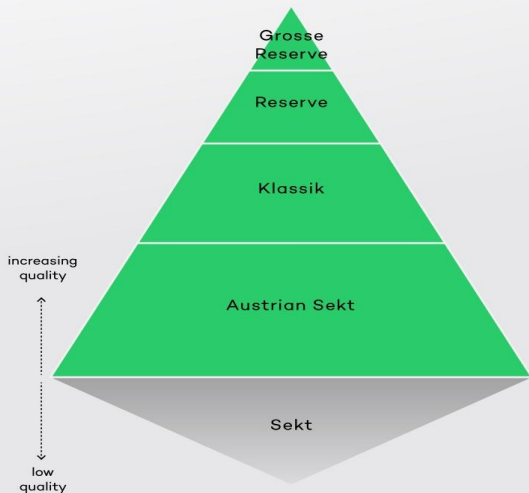 Grosse
Reserve
Reserve
Klassik
increasing
quality
Austrian Sekt
Sekt
low
quality